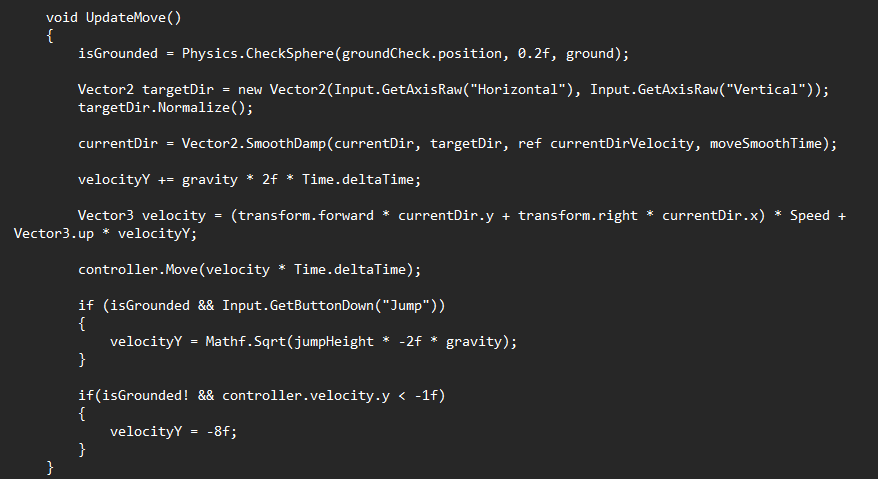 void UpdateMove()
{
isGrounded = Physics.CheckSphere(groundCheck.position, 0.2f, ground);
Vector2 targetDir = new Vector2(Input.GetAxisRaw("Horizontal"), Input.GetAxisRaw("Vertical"));
targetDir.Normalize();
currentDir = Vector2.SmoothDamp(currentDir, targetDir, ref currentDirVelocity, moveSmoothTime);
velocityY += gravity * 2f * Time.deltaTime;
Vector3 velocity = (transform.forward * currentDir.y + transform.right * currentDir.x) * Speed +
Vector3.up * velocityY;
controller.Move(velocity * Time.deltaTime);
if (isGrounded && Input.GetButtonDown("Jump"))
{
velocityY = Mathf.Sqrt(jumpHeight * -2f * gravity);
}
if(isGrounded! && controller.velocity.y < -1f)
{
velocityY = -8f;
}
}